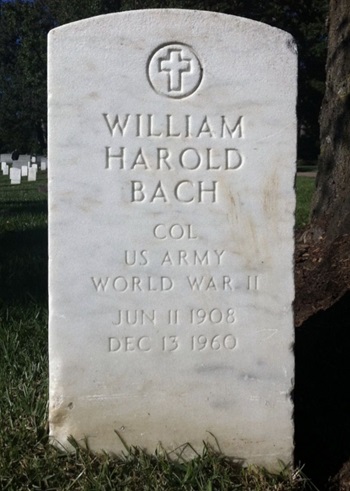 WILLIAM
HAROLD
BACH
COL
US ARMY
WORLD WAR II
JUN 11 1908
DEC 13 1960